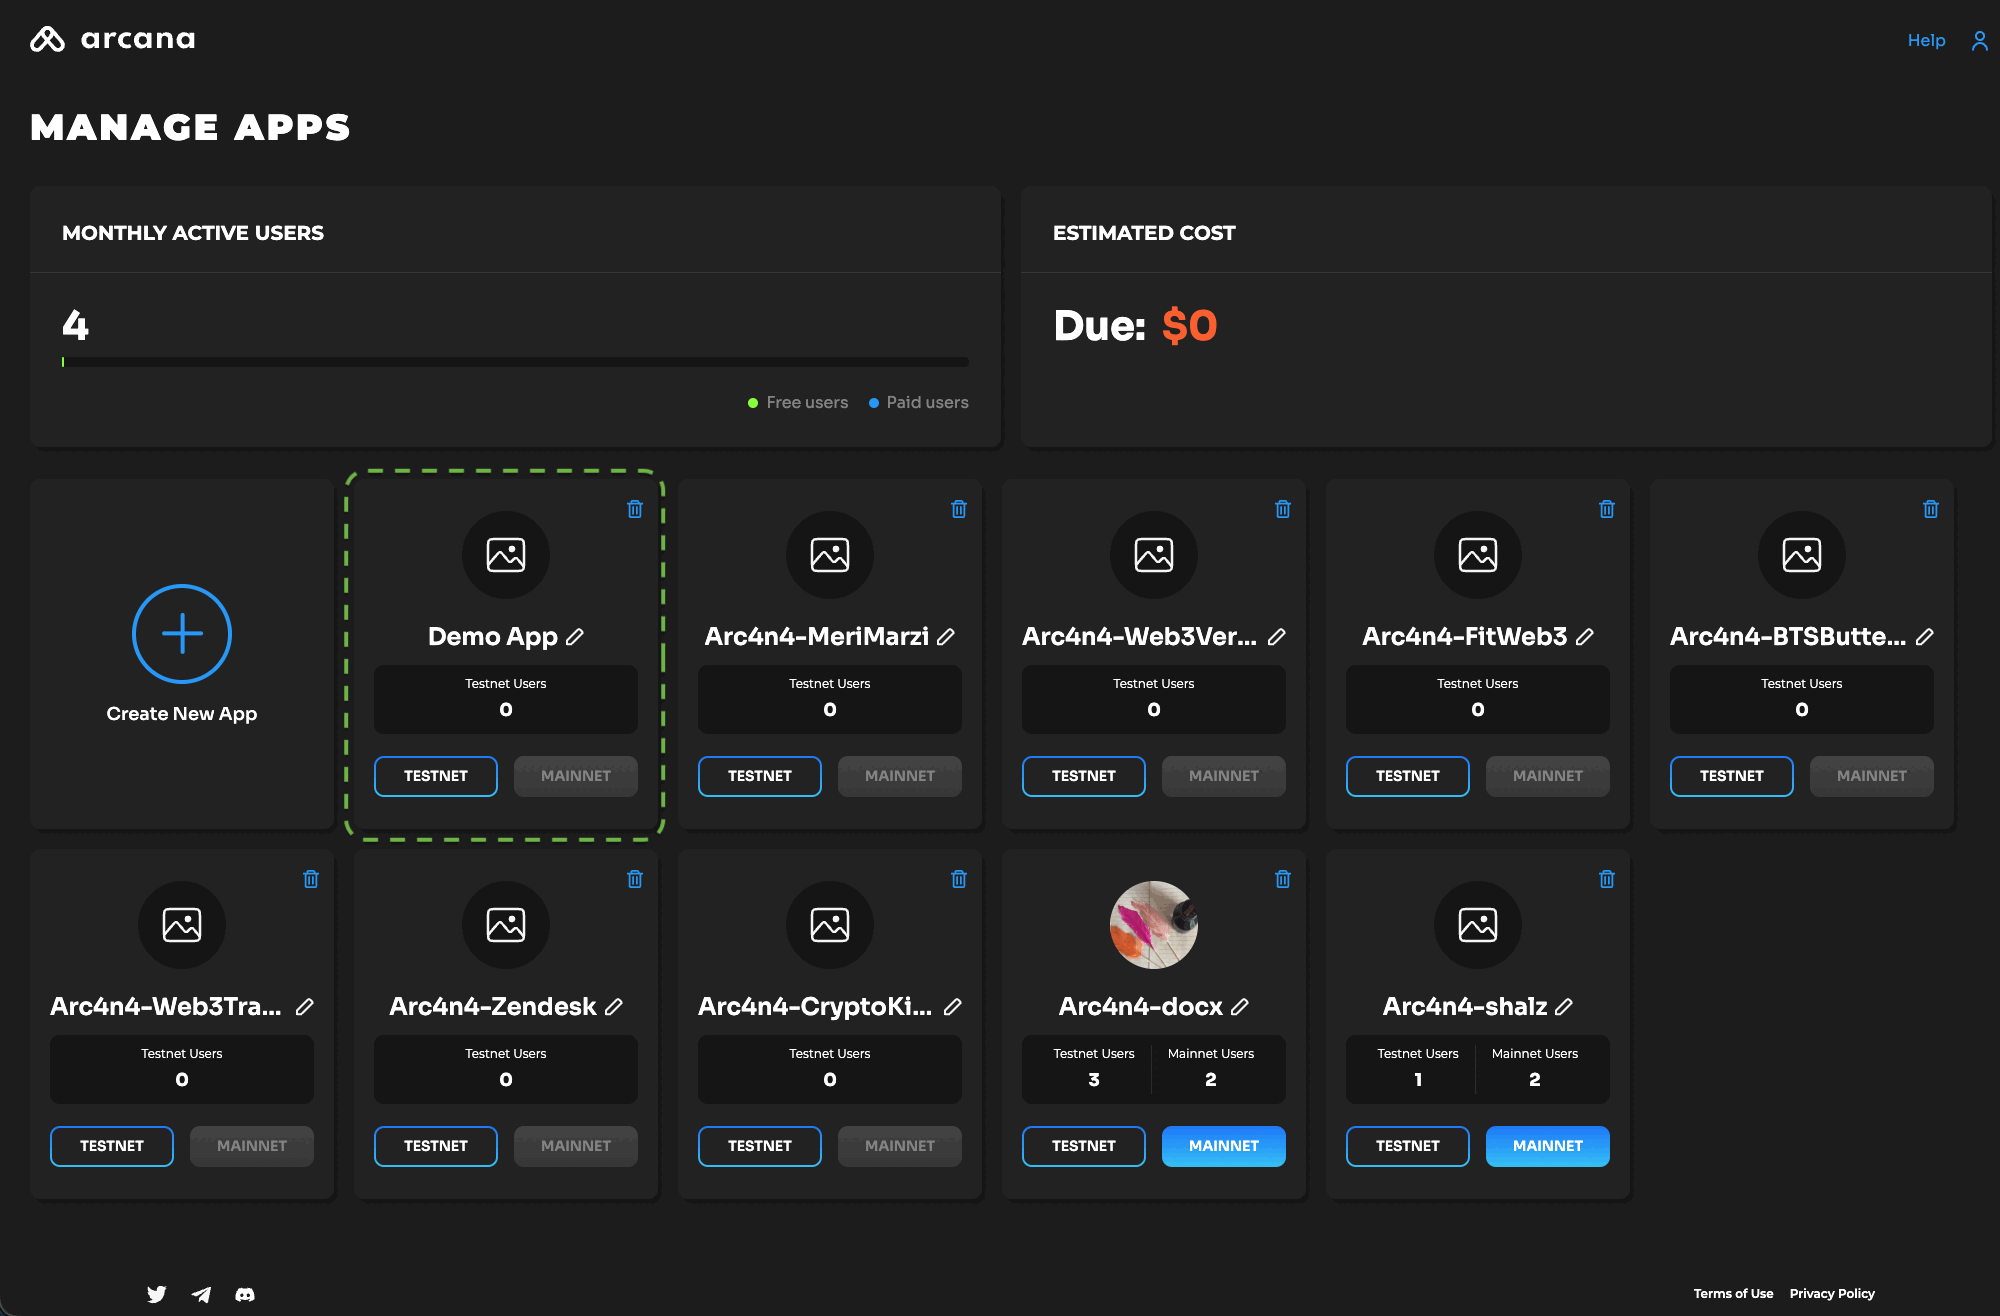 arcana
Help
MANAGE APPS
MONTHLY ACTIVE USERS
4
Free users
Paid users
ESTIMATED COST
Due: $0
Create New App
Demo App
Testnet Users
0
TESTNET
MAINNET
Arc4n4-MeriMarzi
Testnet Users
0
TESTNET
MAINNET
Arc4n4-Web3Ver...
Testnet Users
0
TESTNET
MAINNET
Arc4n4-FitWeb3
Testnet Users
0
TESTNET
MAINNET
Arc4n4-BTSButte...
Testnet Users
0
TESTNET
MAINNET
Arc4n4-Web3Tra...
Testnet Users
0
TESTNET
MAINNET
Arc4n4-Zendesk
Testnet Users
0
TESTNET
MAINNET
Arc4n4-CryptoKi...
Testnet Users
0
TESTNET
MAINNET
Arc4n4-docx
Testnet Users
3
Mainnet Users
2
TESTNET
MAINNET
Arc4n4-shalz
Testnet Users
1
Mainnet Users
2
TESTNET
MAINNET
Terms of Use
Privacy Policy